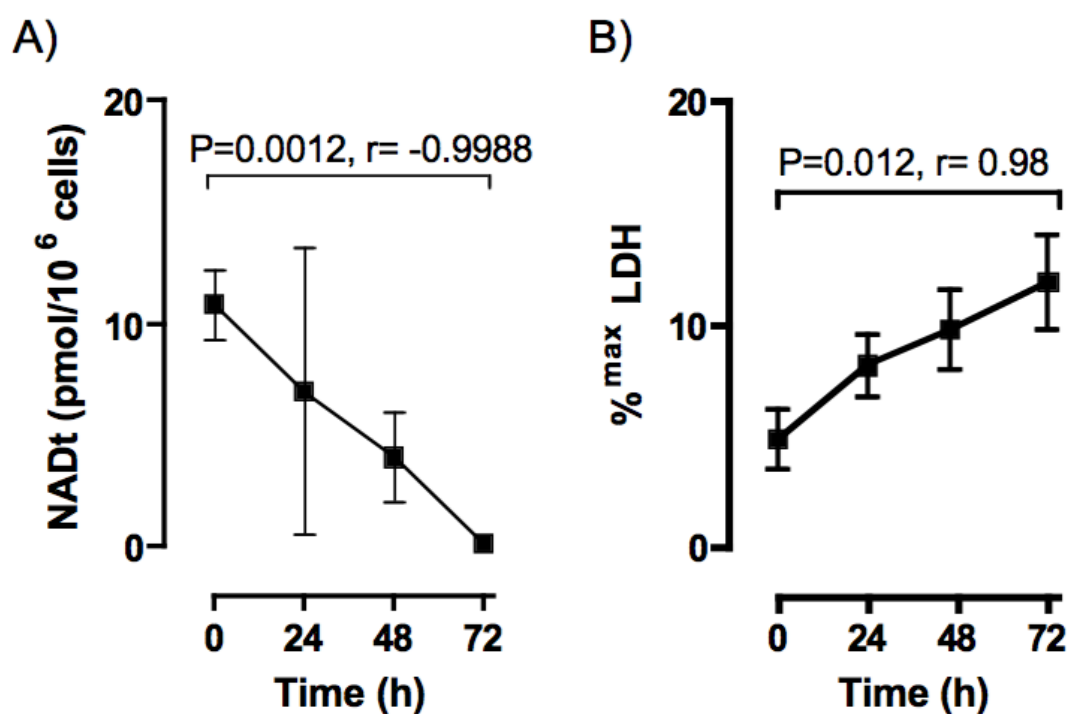 A)
NADt (pmol/10 6 cells)
20
10
0
P=0.0012, r= -0.9988
0 24 48 72
Time (h)
B)
% max LDH
20
10
0
P=0.012, r= 0.98
0 24 48 72
Time (h)